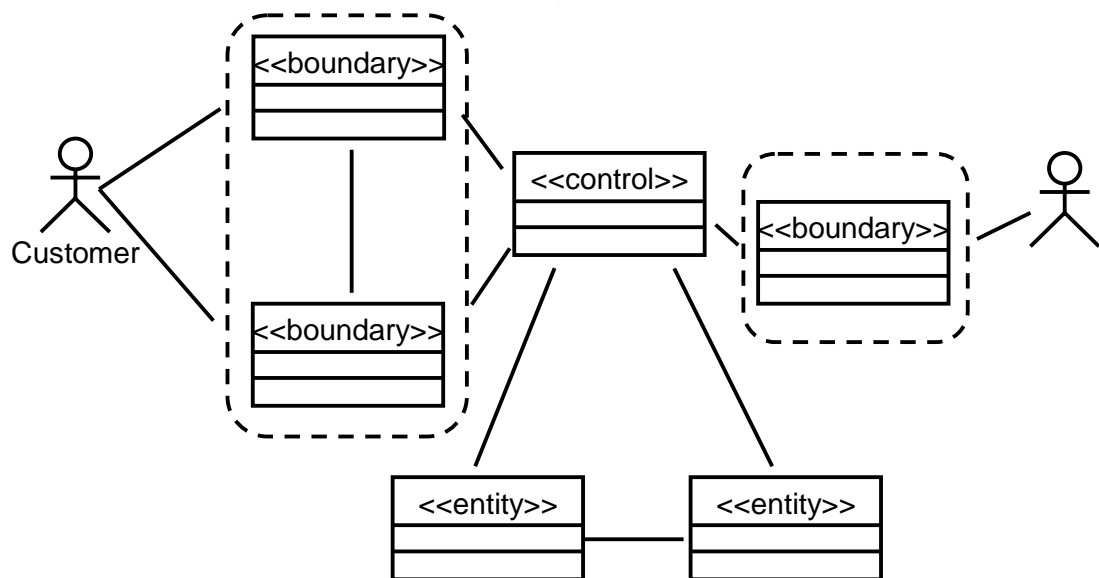 <<boundary>>
<<control>>
<<boundary>>
Customer
<<boundary>>
<<entity>>
<<entity>>